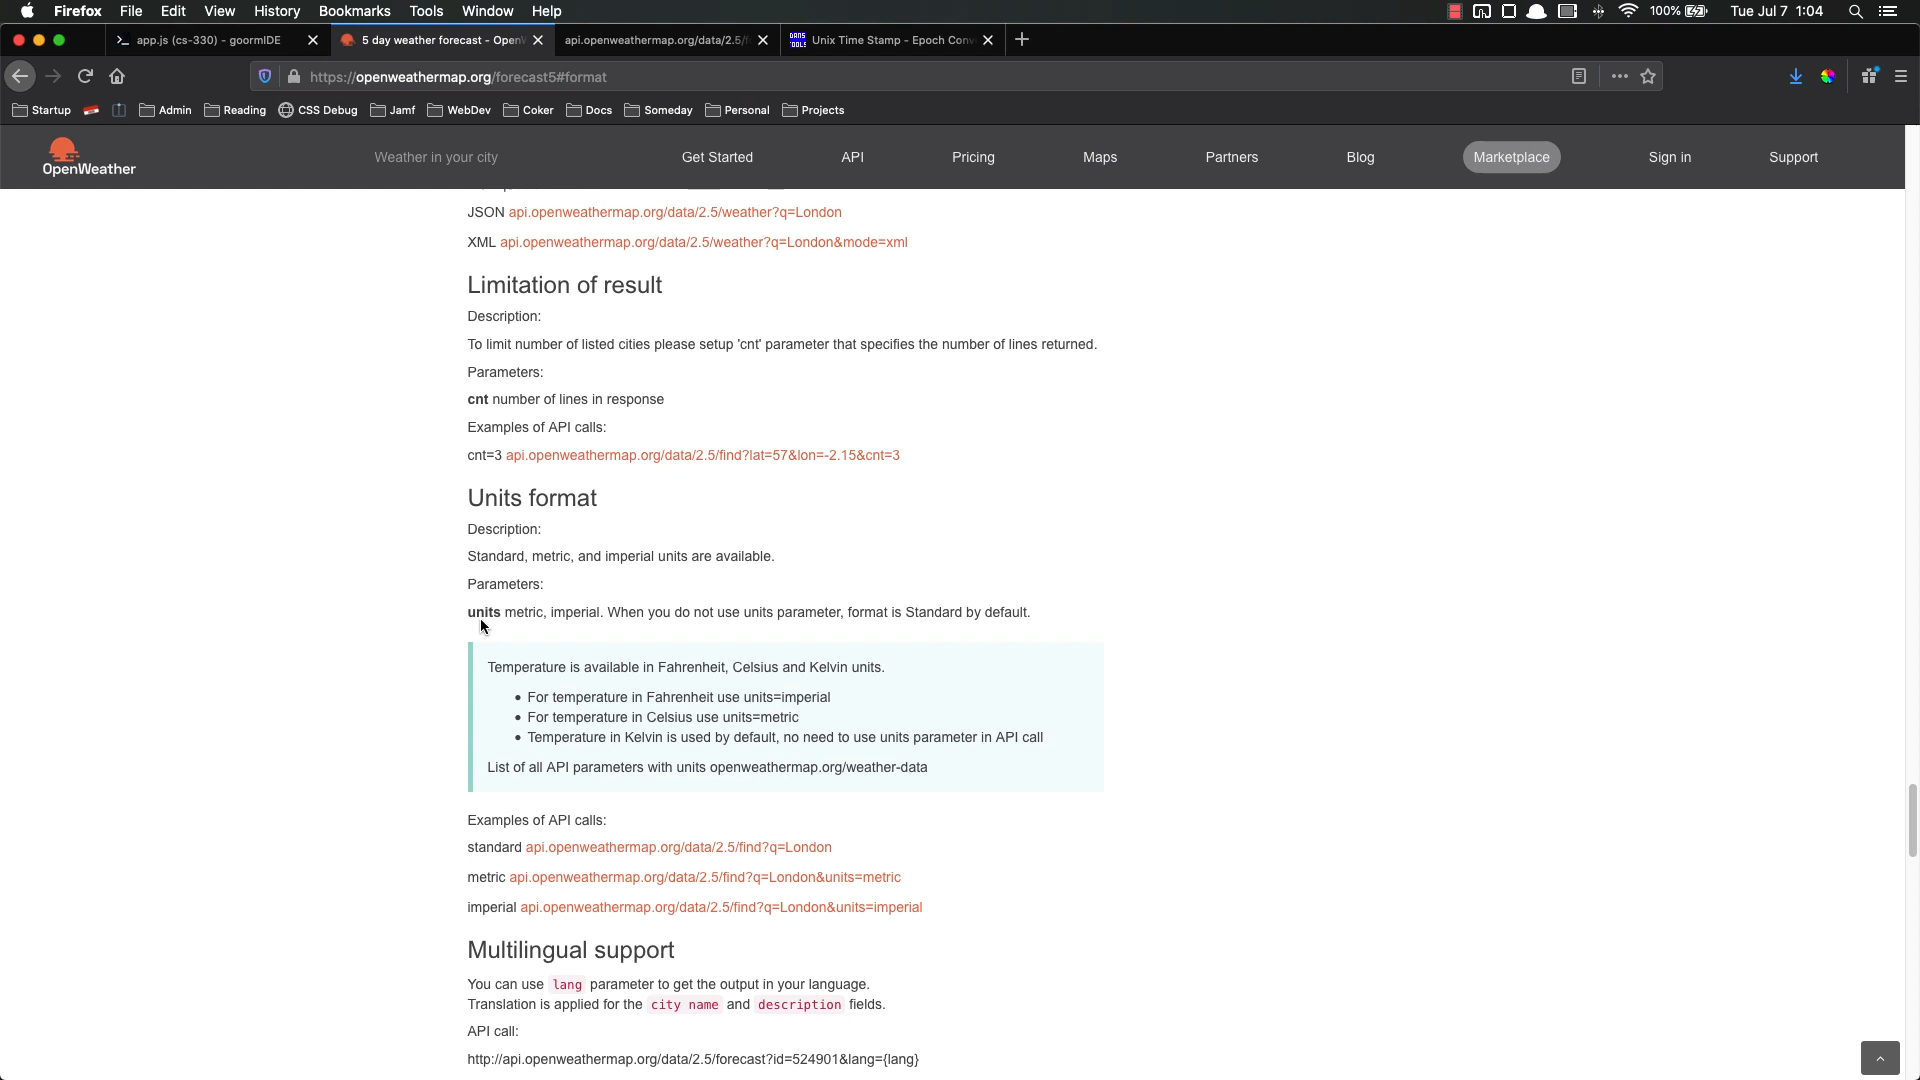 Firefox File Edit View History Bookmarks Tools Window Help 100% Tue Jul 7 1:04
app.js (cs-330) - goormIDE 5 day weather forecast - Open api.openweathermap.org/data/2.5/ Unix Time Stamp - Epoch Con
https://openweathermap.org/forecast5#format
Startup Admin Reading CSS Debug Jamf WebDev Coker Docs Someday Personal Projects
OpenWeather Weather in your city Get Started API Pricing Maps Partners Blog Marketplace Sign in Support
JSON api.openweathermap.org/data/2.5/weather?q=London
XML api.openweathermap.org/data/2.5/weather?q=London&mode=xml
Limitation of result
Description:
To limit number of listed cities please setup 'cnt' parameter that specifies the number of lines returned.
Parameters:
cnt number of lines in response
Examples of API calls:
cnt=3 api.openweathermap.org/data/2.5/find?lat=57&lon=-2.15&cnt=3
Units format
Description:
Standard, metric, and imperial units are available.
Parameters:
units metric, imperial. When you do not use units parameter, format is Standard by default.
Temperature is available in Fahrenheit, Celsius and Kelvin units.
• For temperature in Fahrenheit use units=imperial
• For temperature in Celsius use units=metric
• Temperature in Kelvin is used by default, no need to use units parameter in API call
List of all API parameters with units openweathermap.org/weather-data
Examples of API calls:
standard api.openweathermap.org/data/2.5/find?q=London
metric api.openweathermap.org/data/2.5/find?q=London&units=metric
imperial api.openweathermap.org/data/2.5/find?q=London&units=imperial
Multilingual support
You can use lang parameter to get the output in your language.
Translation is applied for the city name and description fields.
API call:
http://api.openweathermap.org/data/2.5/forecast?id=524901&lang={lang}